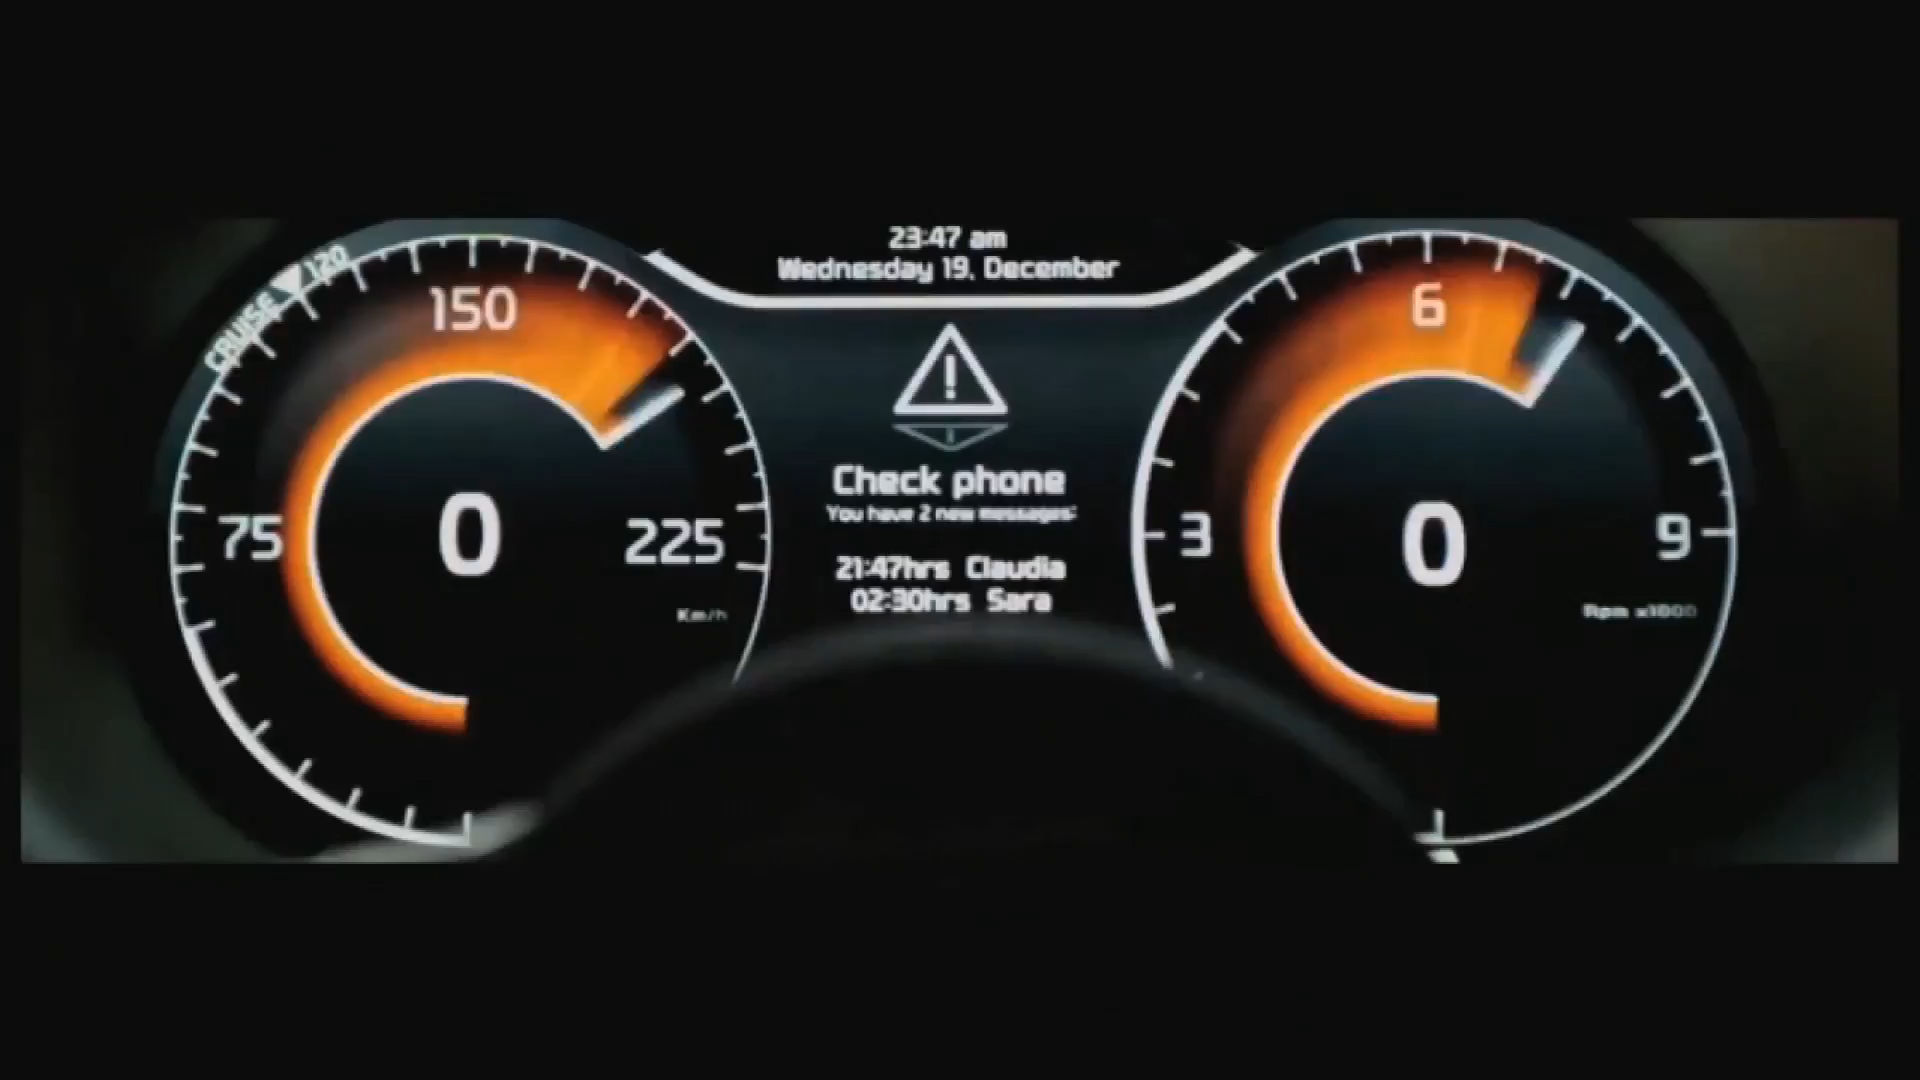 23:47 am
Wednesday 19. December
CRUISE 120
150
75
0
225
Km/h
Check phone
You have 2 new messages:
21:47hrs Claudia
02:30hrs Sara
6
3
0
9
Rpm x1000